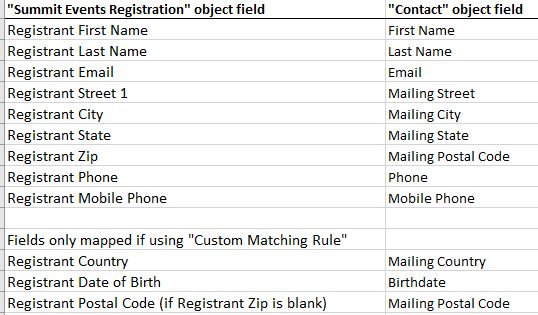 "Summit Events Registration" object field "Contact" object field
Registrant First Name First Name
Registrant Last Name Last Name
Registrant Email Email
Registrant Street 1 Mailing Street
Registrant City Mailing City
Registrant State Mailing State
Registrant Zip Mailing Postal Code
Registrant Phone Phone
Registrant Mobile Phone Mobile Phone
Fields only mapped if using "Custom Matching Rule"
Registrant Country Mailing Country
Registrant Date of Birth Birthdate
Registrant Postal Code (if Registrant Zip is blank) Mailing Postal Code